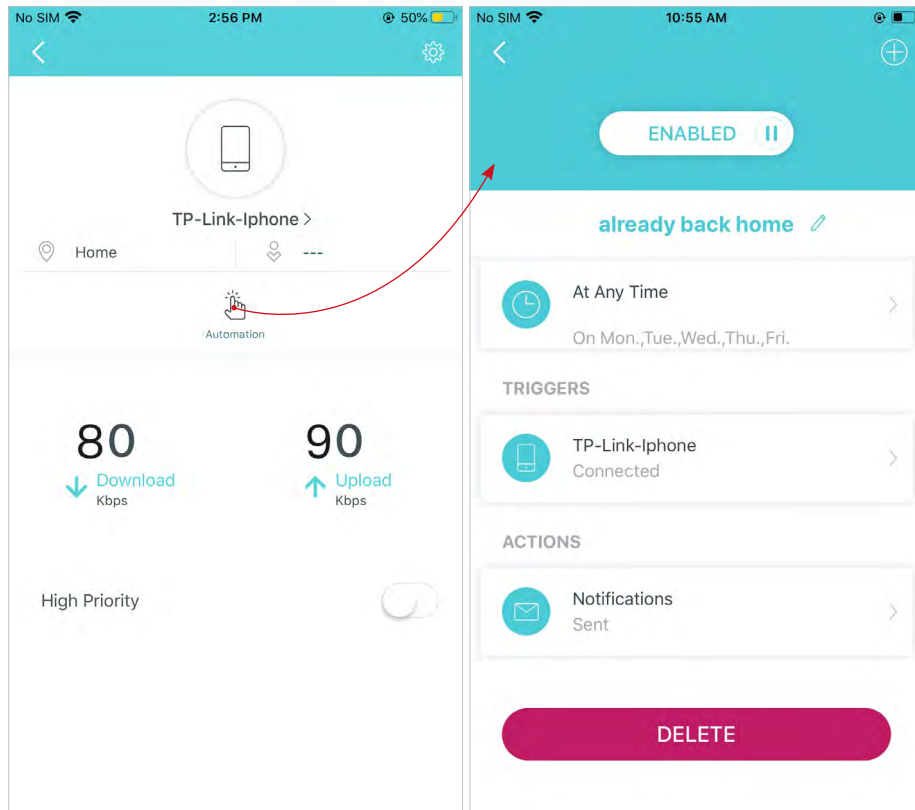 No SIM 2:56 PM 50%
TP-Link-Iphone >
Home ---
Automation
80 90
Download Upload
Kbps Kbps
High Priority
No SIM 10:55 AM
ENABLED
already back home
At Any Time
On Mon.,Tue.,Wed.,Thu.,Fri.
TRIGGERS
TP-Link-Iphone
Connected
ACTIONS
Notifications
Sent
DELETE